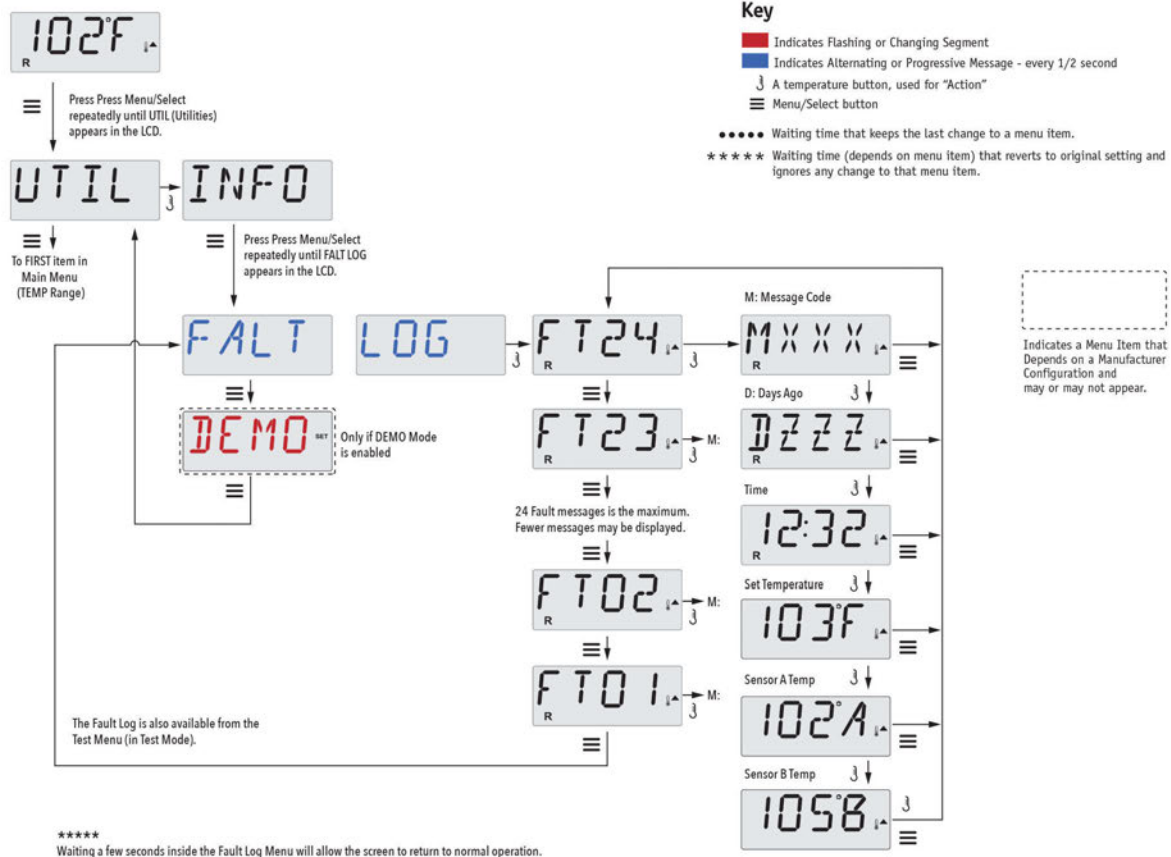 102°F
R
Press Press Menu/Select
repeatedly until UTIL (Utilities)
appears in the LCD.
UTIL
INFO
To FIRST item in
Main Menu
(TEMP Range)
Press Press Menu/Select
repeatedly until FALT LOG
appears in the LCD.
FALT
LOG
DEMO
SET
Only if DEMO Mode
is enabled
FT24
R
FT23
R
M:
24 Fault messages is the maximum.
Fewer messages may be displayed.
FT02
R
M:
FT01
R
M:
M: Message Code
MXXX
R
D: Days Ago
DZZZ
R
Time
12:32
R
Set Temperature
103°F
Sensor A Temp
102°A
Sensor B Temp
105°B
Key
Indicates Flashing or Changing Segment
Indicates Alternating or Progressive Message - every 1/2 second
A temperature button, used for "Action"
Menu/Select button
••••• Waiting time that keeps the last change to a menu item.
***** Waiting time (depends on menu item) that reverts to original setting and
ignores any change to that menu item.
Indicates a Menu Item that
Depends on a Manufacturer
Configuration and
may or may not appear.
The Fault Log is also available from the
Test Menu (in Test Mode).
*****
Waiting a few seconds inside the Fault Log Menu will allow the screen to return to normal operation.